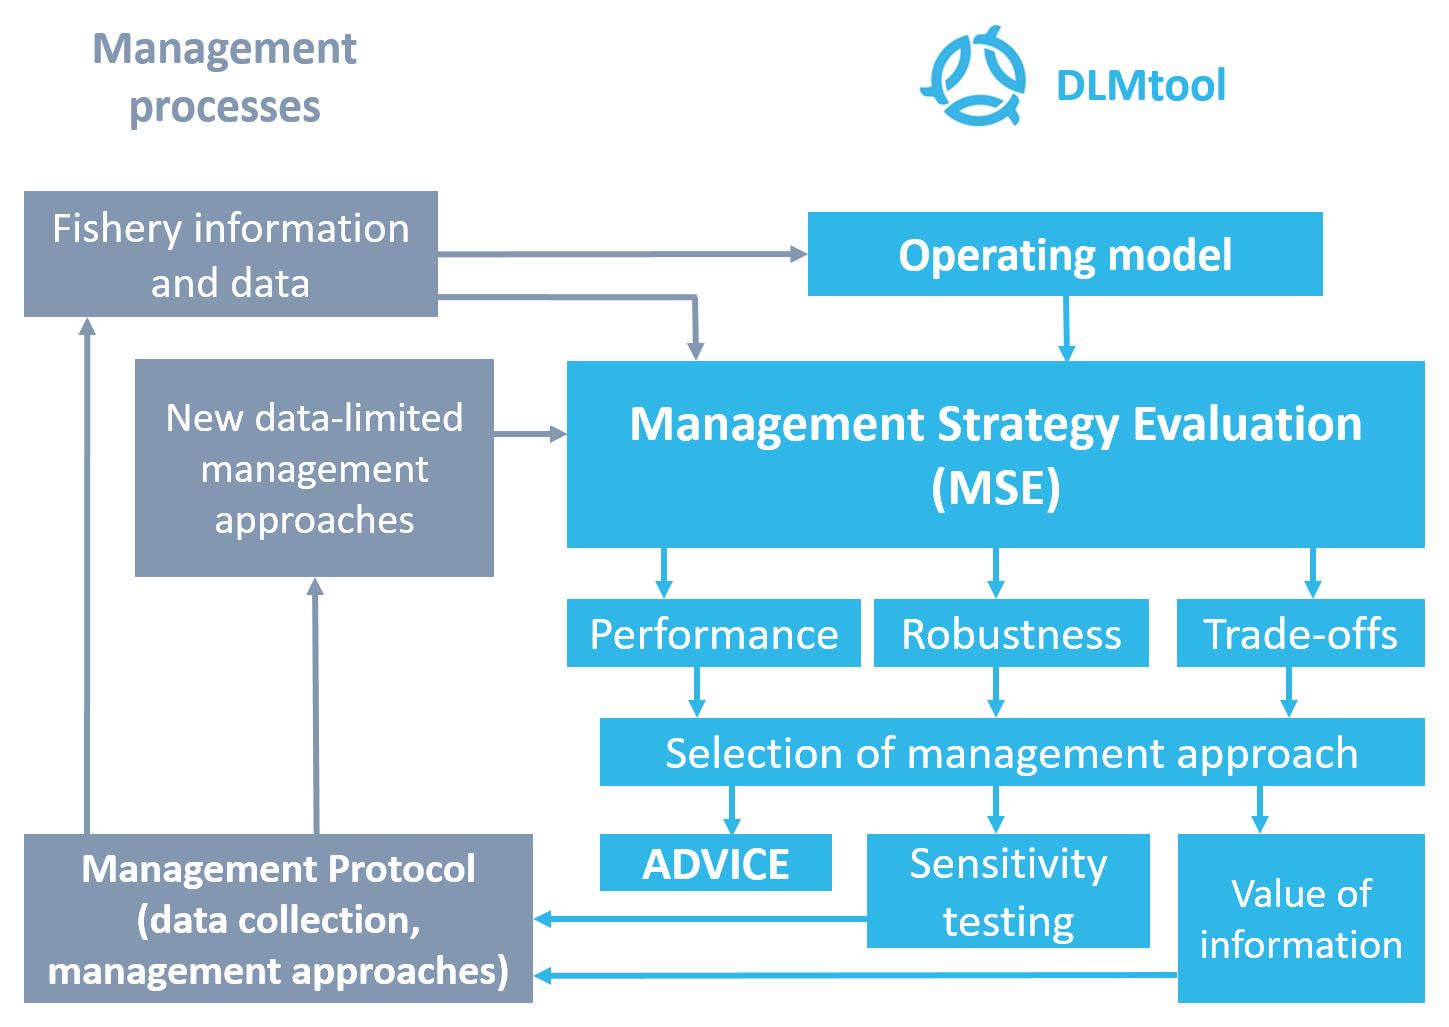 Management
processes
DLMtool
Fishery information
and data
Operating model
New data-limited
management
approaches
Management Strategy Evaluation
(MSE)
Performance
Robustness
Trade-offs
Selection of management approach
Management Protocol
(data collection,
management approaches)
ADVICE
Sensitivity
testing
Value of
information